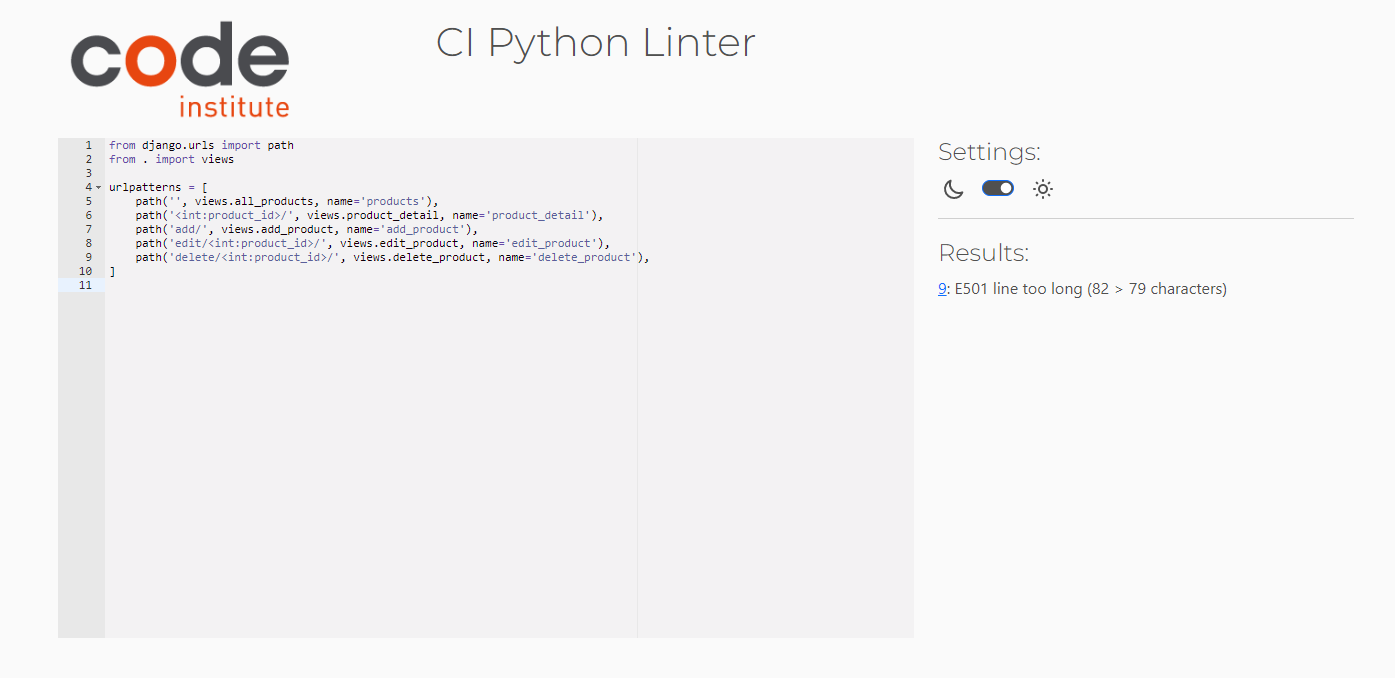 code
institute
CI Python Linter
1 from django.urls import path
2 from . import views
3
4 urlpatterns = [
5     path('', views.all_products, name='products'),
6     path('<int:product_id>/', views.product_detail, name='product_detail'),
7     path('add/', views.add_product, name='add_product'),
8     path('edit/<int:product_id>/', views.edit_product, name='edit_product'),
9     path('delete/<int:product_id>/', views.delete_product, name='delete_product'),
10 ]
11
Settings:
Results:
9: E501 line too long (82 > 79 characters)